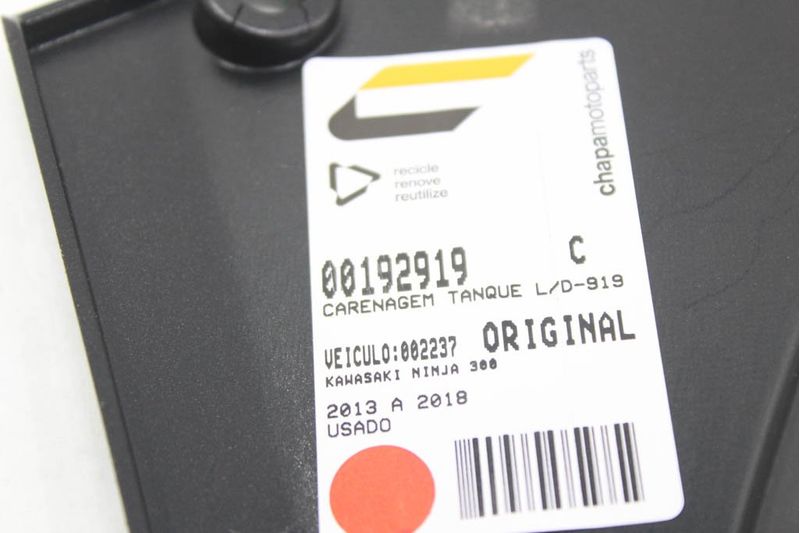 chapamotoparts
recicle
renove
reutilize
00192919 C
CARENAGEM TANQUE L/D-919
VEICULO:002237 ORIGINAL
KAWASAKI NINJA 300
2013 A 2018
USADO